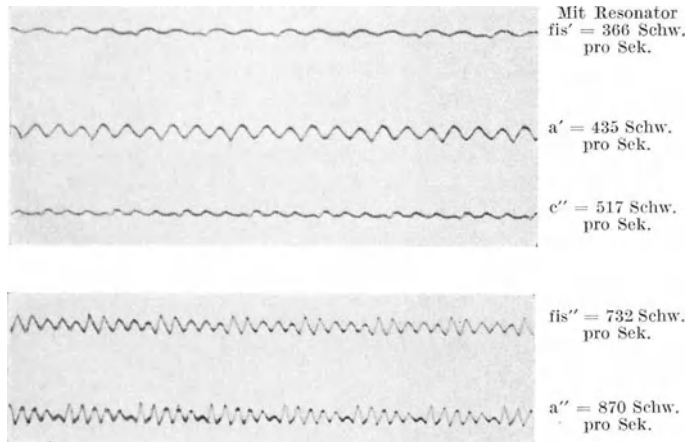 Mit Resonator
fis′ = 366 Schw.
pro Sek.
a′ = 435 Schw.
pro Sek.
c″ = 517 Schw.
pro Sek.
fis″ = 732 Schw.
pro Sek.
a″ = 870 Schw.
pro Sek.